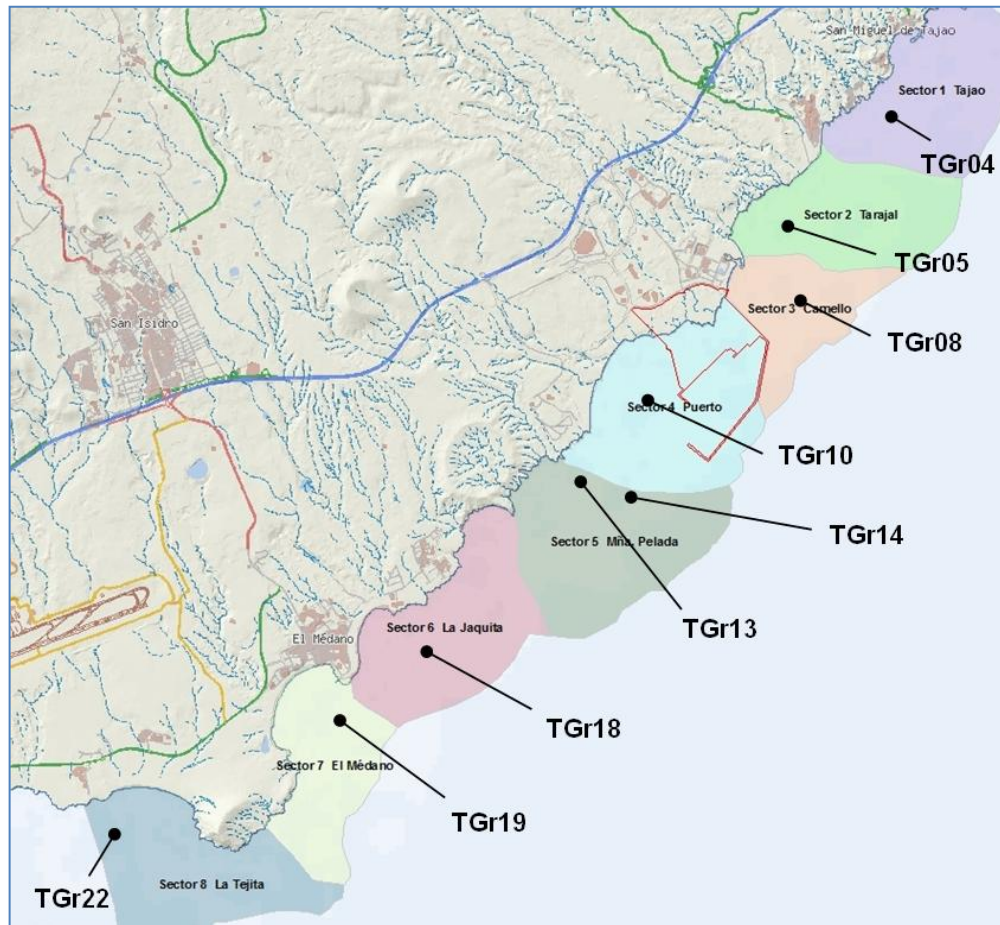 San Miguel de Tajao
Sector 1 Tajao
TGr04
Sector 2 Tarajal
TGr05
Sector 3 Camello
TGr08
San Isidro
Sector 4 Puerto
TGr10
TGr14
Sector 5 Mña. Pelada
TGr13
El Médano
Sector 6 La Jaquita
TGr18
Sector 7 El Médano
TGr19
TGr22
Sector 8 La Tejita